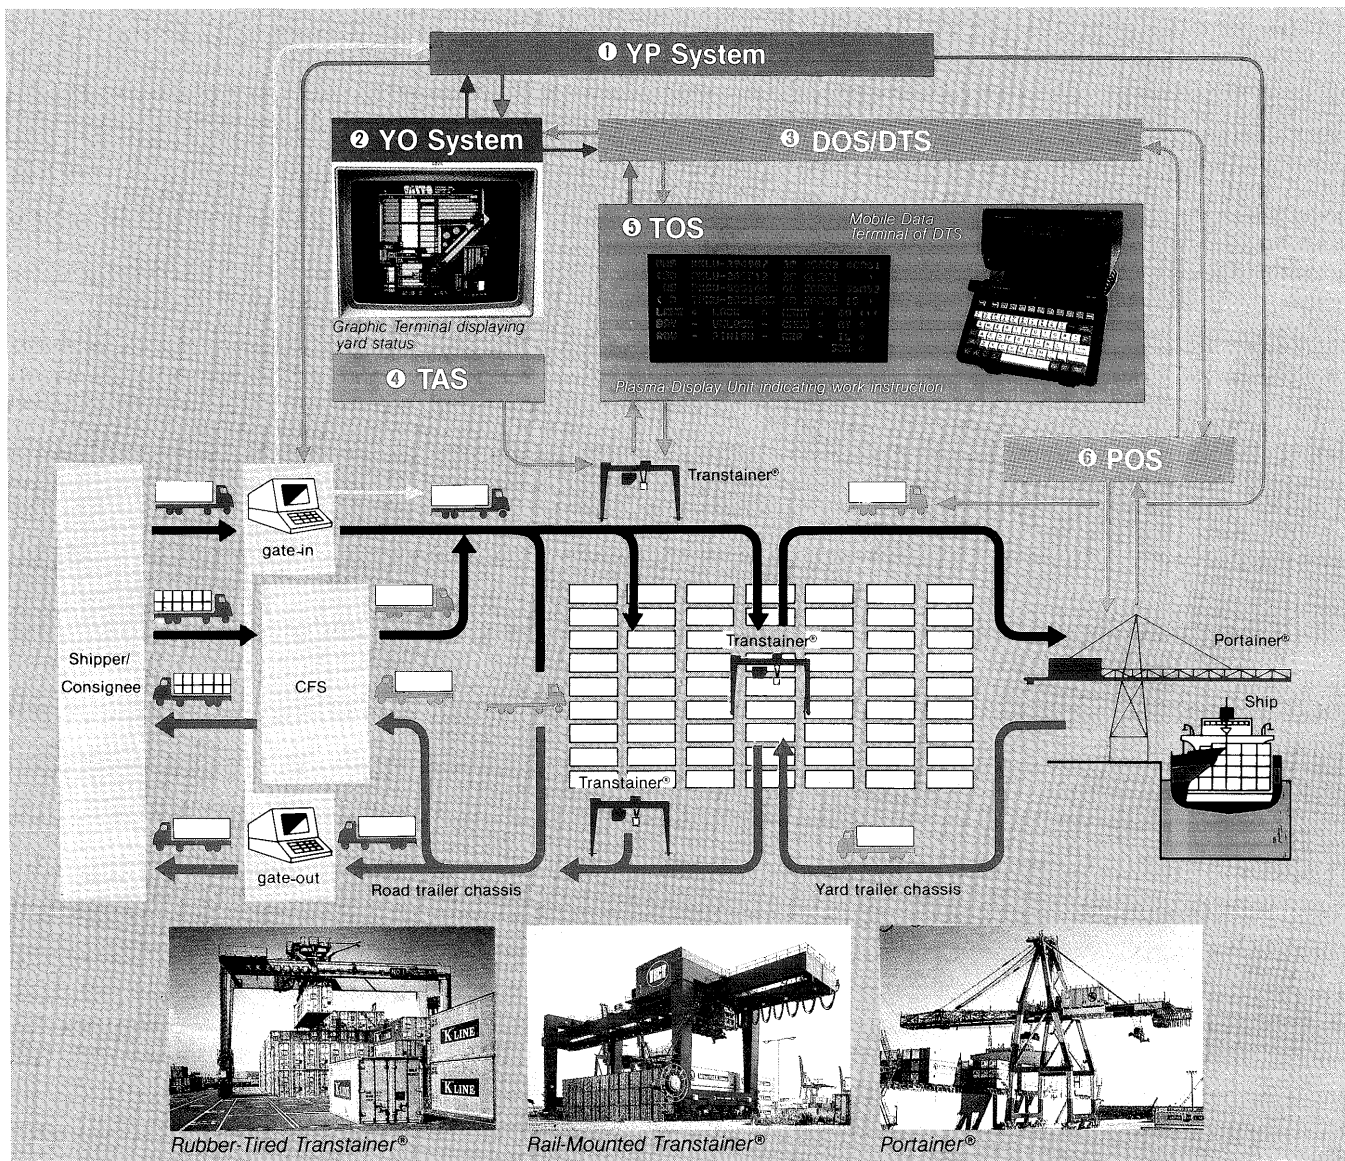 ❶ YP System
❷ YO System
❸ DOS/DTS
Graphic Terminal displaying
yard status
❺ TOS
Mobile Data
Terminal of DTS
Plasma Display Unit indicating work instruction
❹ TAS
❻ POS
Transtainer®
gate-in
Shipper/
Consignee
CFS
Transtainer®
Portainer®
Ship
Transtainer®
gate-out
Road trailer chassis
Yard trailer chassis
K LINE
K LINE
K LINE
Rubber-Tired Transtainer®
Rail-Mounted Transtainer®
Portainer®